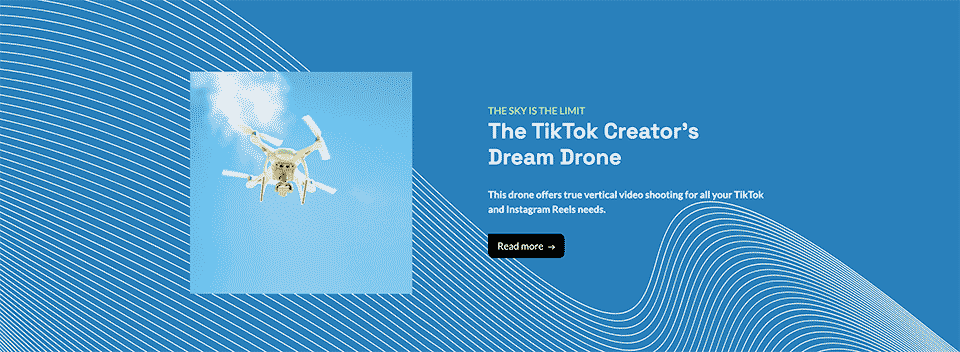 THE SKY IS THE LIMIT
The TikTok Creator's
Dream Drone
This drone offers true vertical video shooting for all your TikTok
and Instagram Reels needs.
Read more →